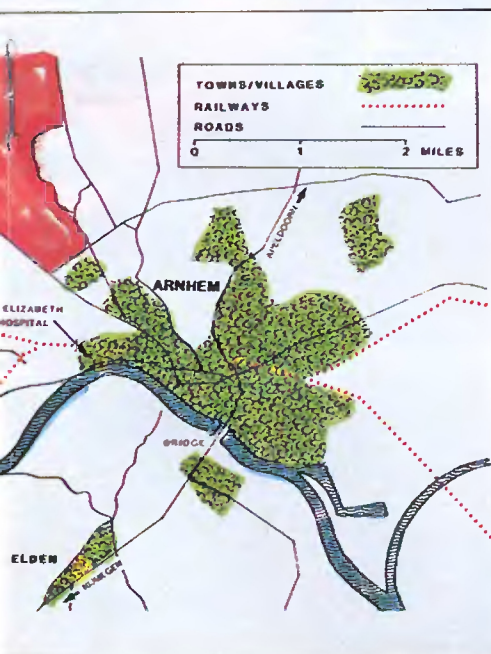 TOWNS/VILLAGES
RAILWAYS
ROADS
0 1 2 MILES
APELDOORN
ARNHEM
ELIZABETH
HOSPITAL
BRIDGE
ELDEN
NIJMEGEN